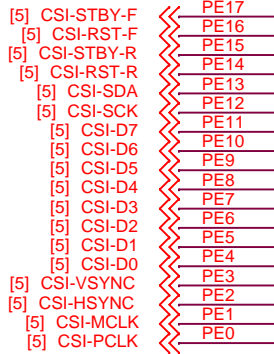 [5] CSI-STBY-F PE17
[5] CSI-RST-F PE16
[5] CSI-STBY-R PE15
[5] CSI-RST-R PE14
[5] CSI-SDA PE13
[5] CSI-SCK PE12
[5] CSI-D7 PE11
[5] CSI-D6 PE10
[5] CSI-D5 PE9
[5] CSI-D4 PE8
[5] CSI-D3 PE7
[5] CSI-D2 PE6
[5] CSI-D1 PE5
[5] CSI-D0 PE4
[5] CSI-VSYNC PE3
[5] CSI-HSYNC PE2
[5] CSI-MCLK PE1
[5] CSI-PCLK PE0